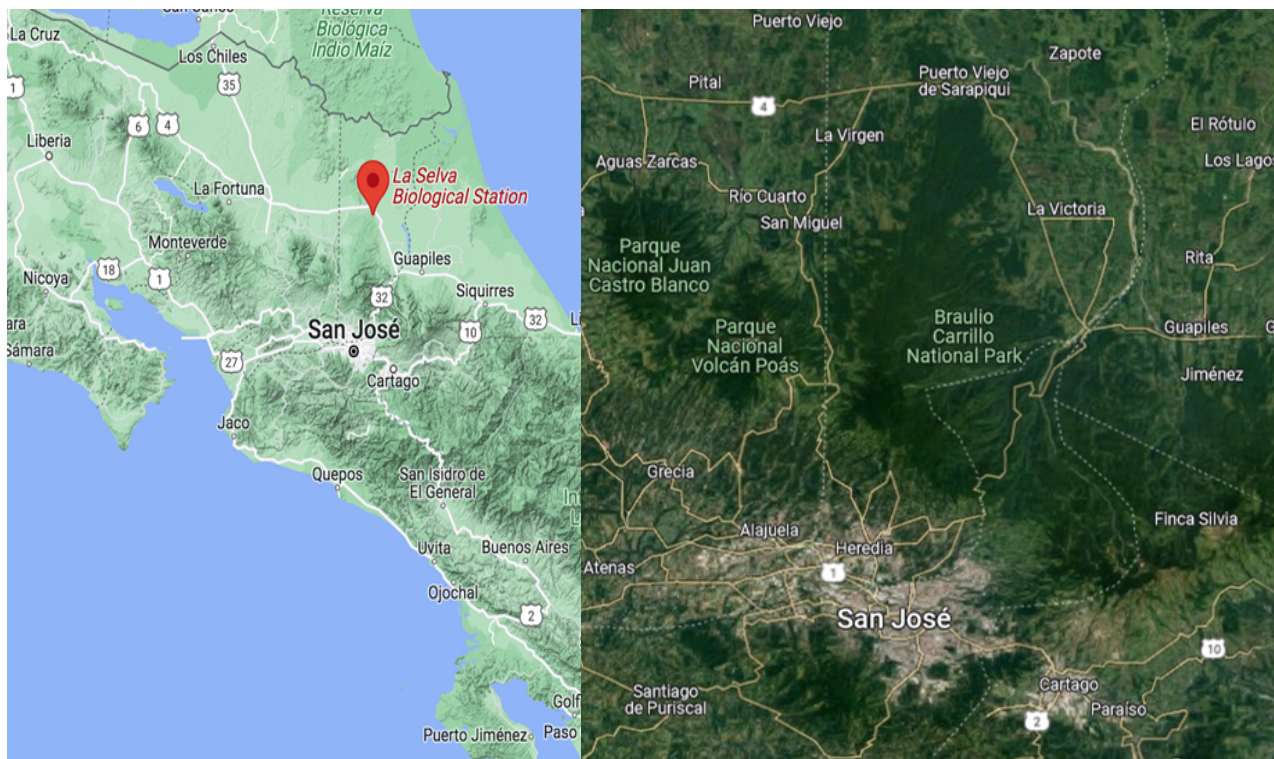 La Cruz
Los Chiles
Reserva
Biológica
Indio Maíz
1
35
6
4
Liberia
La Fortuna
La Selva
Biological Station
Monteverde
18
1
Nicoya
Guapiles
32
Siquirres
San José
10
32
Sámara
27
Cartago
Jaco
Quepos
San Isidro de
El General
Uvita
Buenos Aires
Ojochal
2
Golf
Puerto Jiménez
Paso
Puerto Viejo
Zapote
Pital
Puerto Viejo
de Sarapiqui
4
La Virgen
El Rótulo
Aguas Zarcas
Los Lagos
Río Cuarto
San Miguel
La Victoria
Parque
Nacional Juan
Castro Blanco
Rita
Parque
Nacional
Volcán Poás
Braulio
Carrillo
National Park
Guapiles
G
Jiménez
Grecia
Alajuela
Finca Silvia
Heredia
Atenas
1
San José
10
Santiago
de Puriscal
Cartago
Paraíso
2